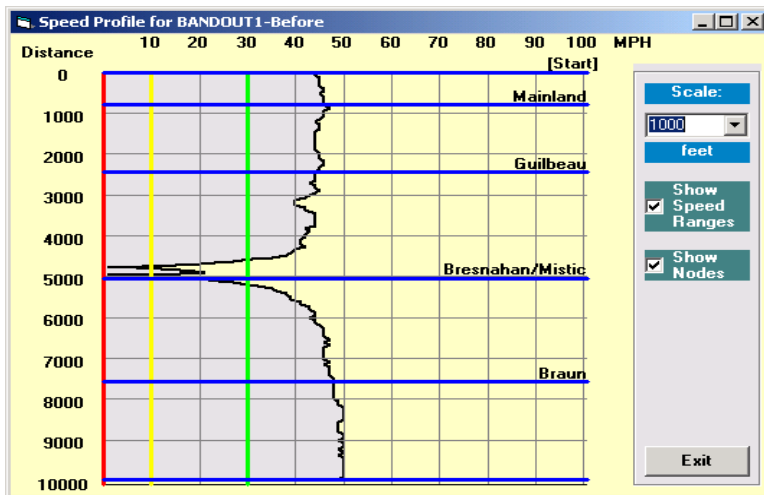 Speed Profile for BANDOUT1-Before
Distance
10 20 30 40 50 60 70 80 90 100 MPH
[Start]
0
Mainland
1000
2000
Guilbeau
3000
4000
Bresnahan/Mistic
5000
6000
7000
Braun
8000
9000
10000
Scale:
1000
feet
Show
Speed
Ranges
Show
Nodes
Exit